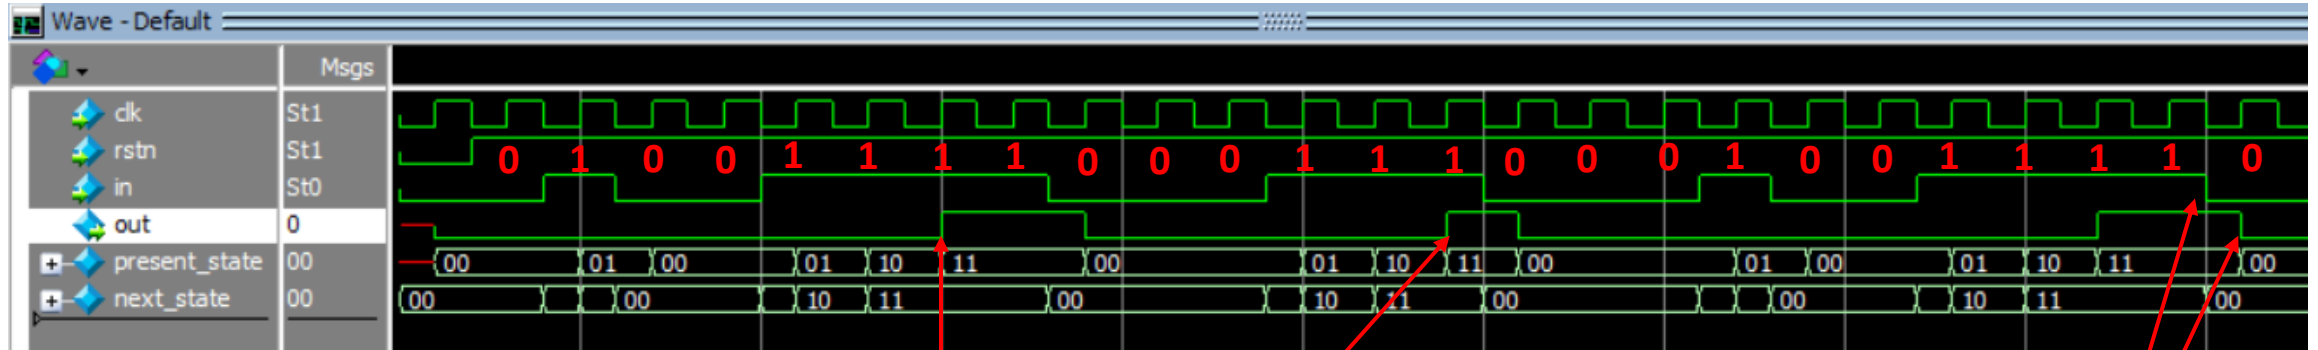 Wave - Default
Msgs
clk St1
rstn St1 0 1 0 0 1 1 1 1 0 0 0 1 1 1 0 0 0 1 0 0 1 1 1 1 0
in St0
out 0
present_state 00 00 01 00 01 10 11 00 01 10 11 00 01 00 01 10 11 00
next_state 00 00 00 10 11 00 10 11 00 00 10 11 00